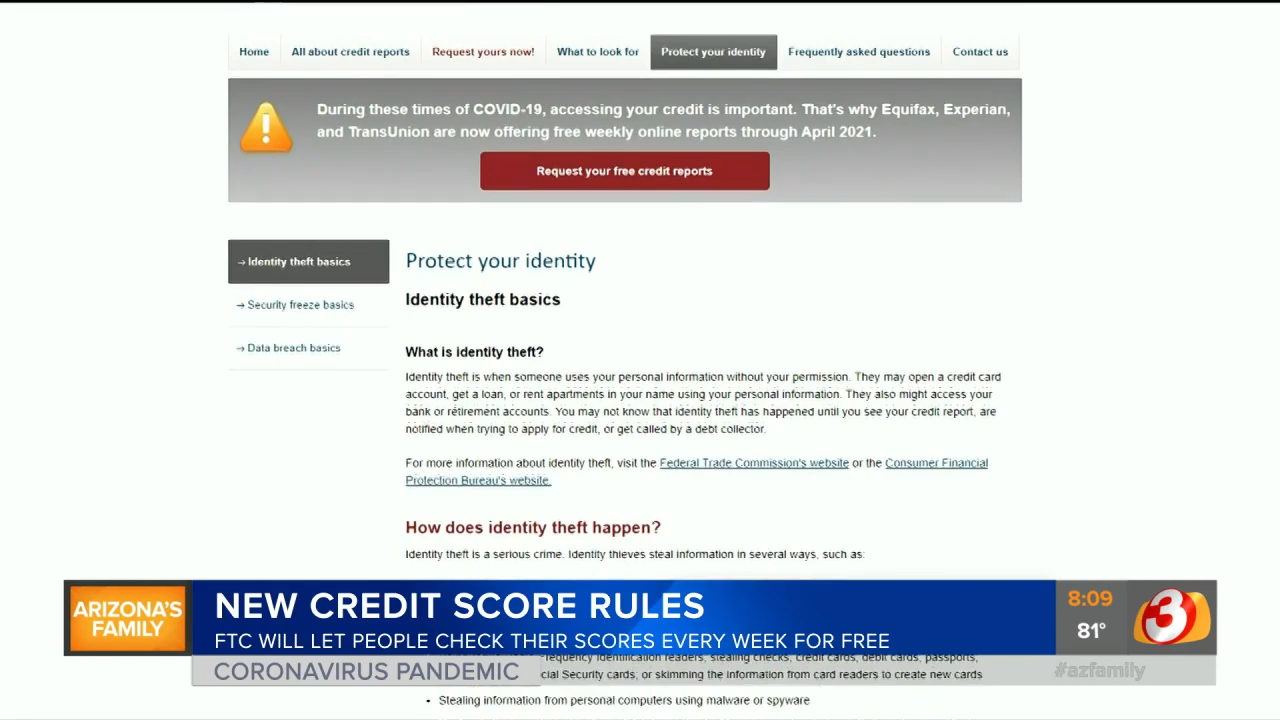 Home All about credit reports Request yours now! What to look for Protect your identity Frequently asked questions Contact us
During these times of COVID-19, accessing your credit is important. That's why Equifax, Experian,
and TransUnion are now offering free weekly online reports through April 2021.
Request your free credit reports
→ Identity theft basics
→ Security freeze basics
→ Data breach basics
Protect your identity
Identity theft basics
What is identity theft?
Identity theft is when someone uses your personal information without your permission. They may open a credit card
account, get a loan, or rent apartments in your name using your personal information. They also might access your
bank or retirement accounts. You may not know that identity theft has happened until you see your credit report, are
notified when trying to apply for credit, or get called by a debt collector.
For more information about identity theft, visit the Federal Trade Commission's website or the Consumer Financial
Protection Bureau's website.
How does identity theft happen?
Identity theft is a serious crime. Identity thieves steal information in several ways, such as:
ARIZONA'S
FAMILY
NEW CREDIT SCORE RULES
FTC WILL LET PEOPLE CHECK THEIR SCORES EVERY WEEK FOR FREE
8:09
81°
3
CORONAVIRUS PANDEMIC
#azfamily
identification readers, stealing checks, credit cards, debit cards, passports,
Security cards; or skimming the information from card readers to create new cards
• Stealing information from personal computers using malware or spyware